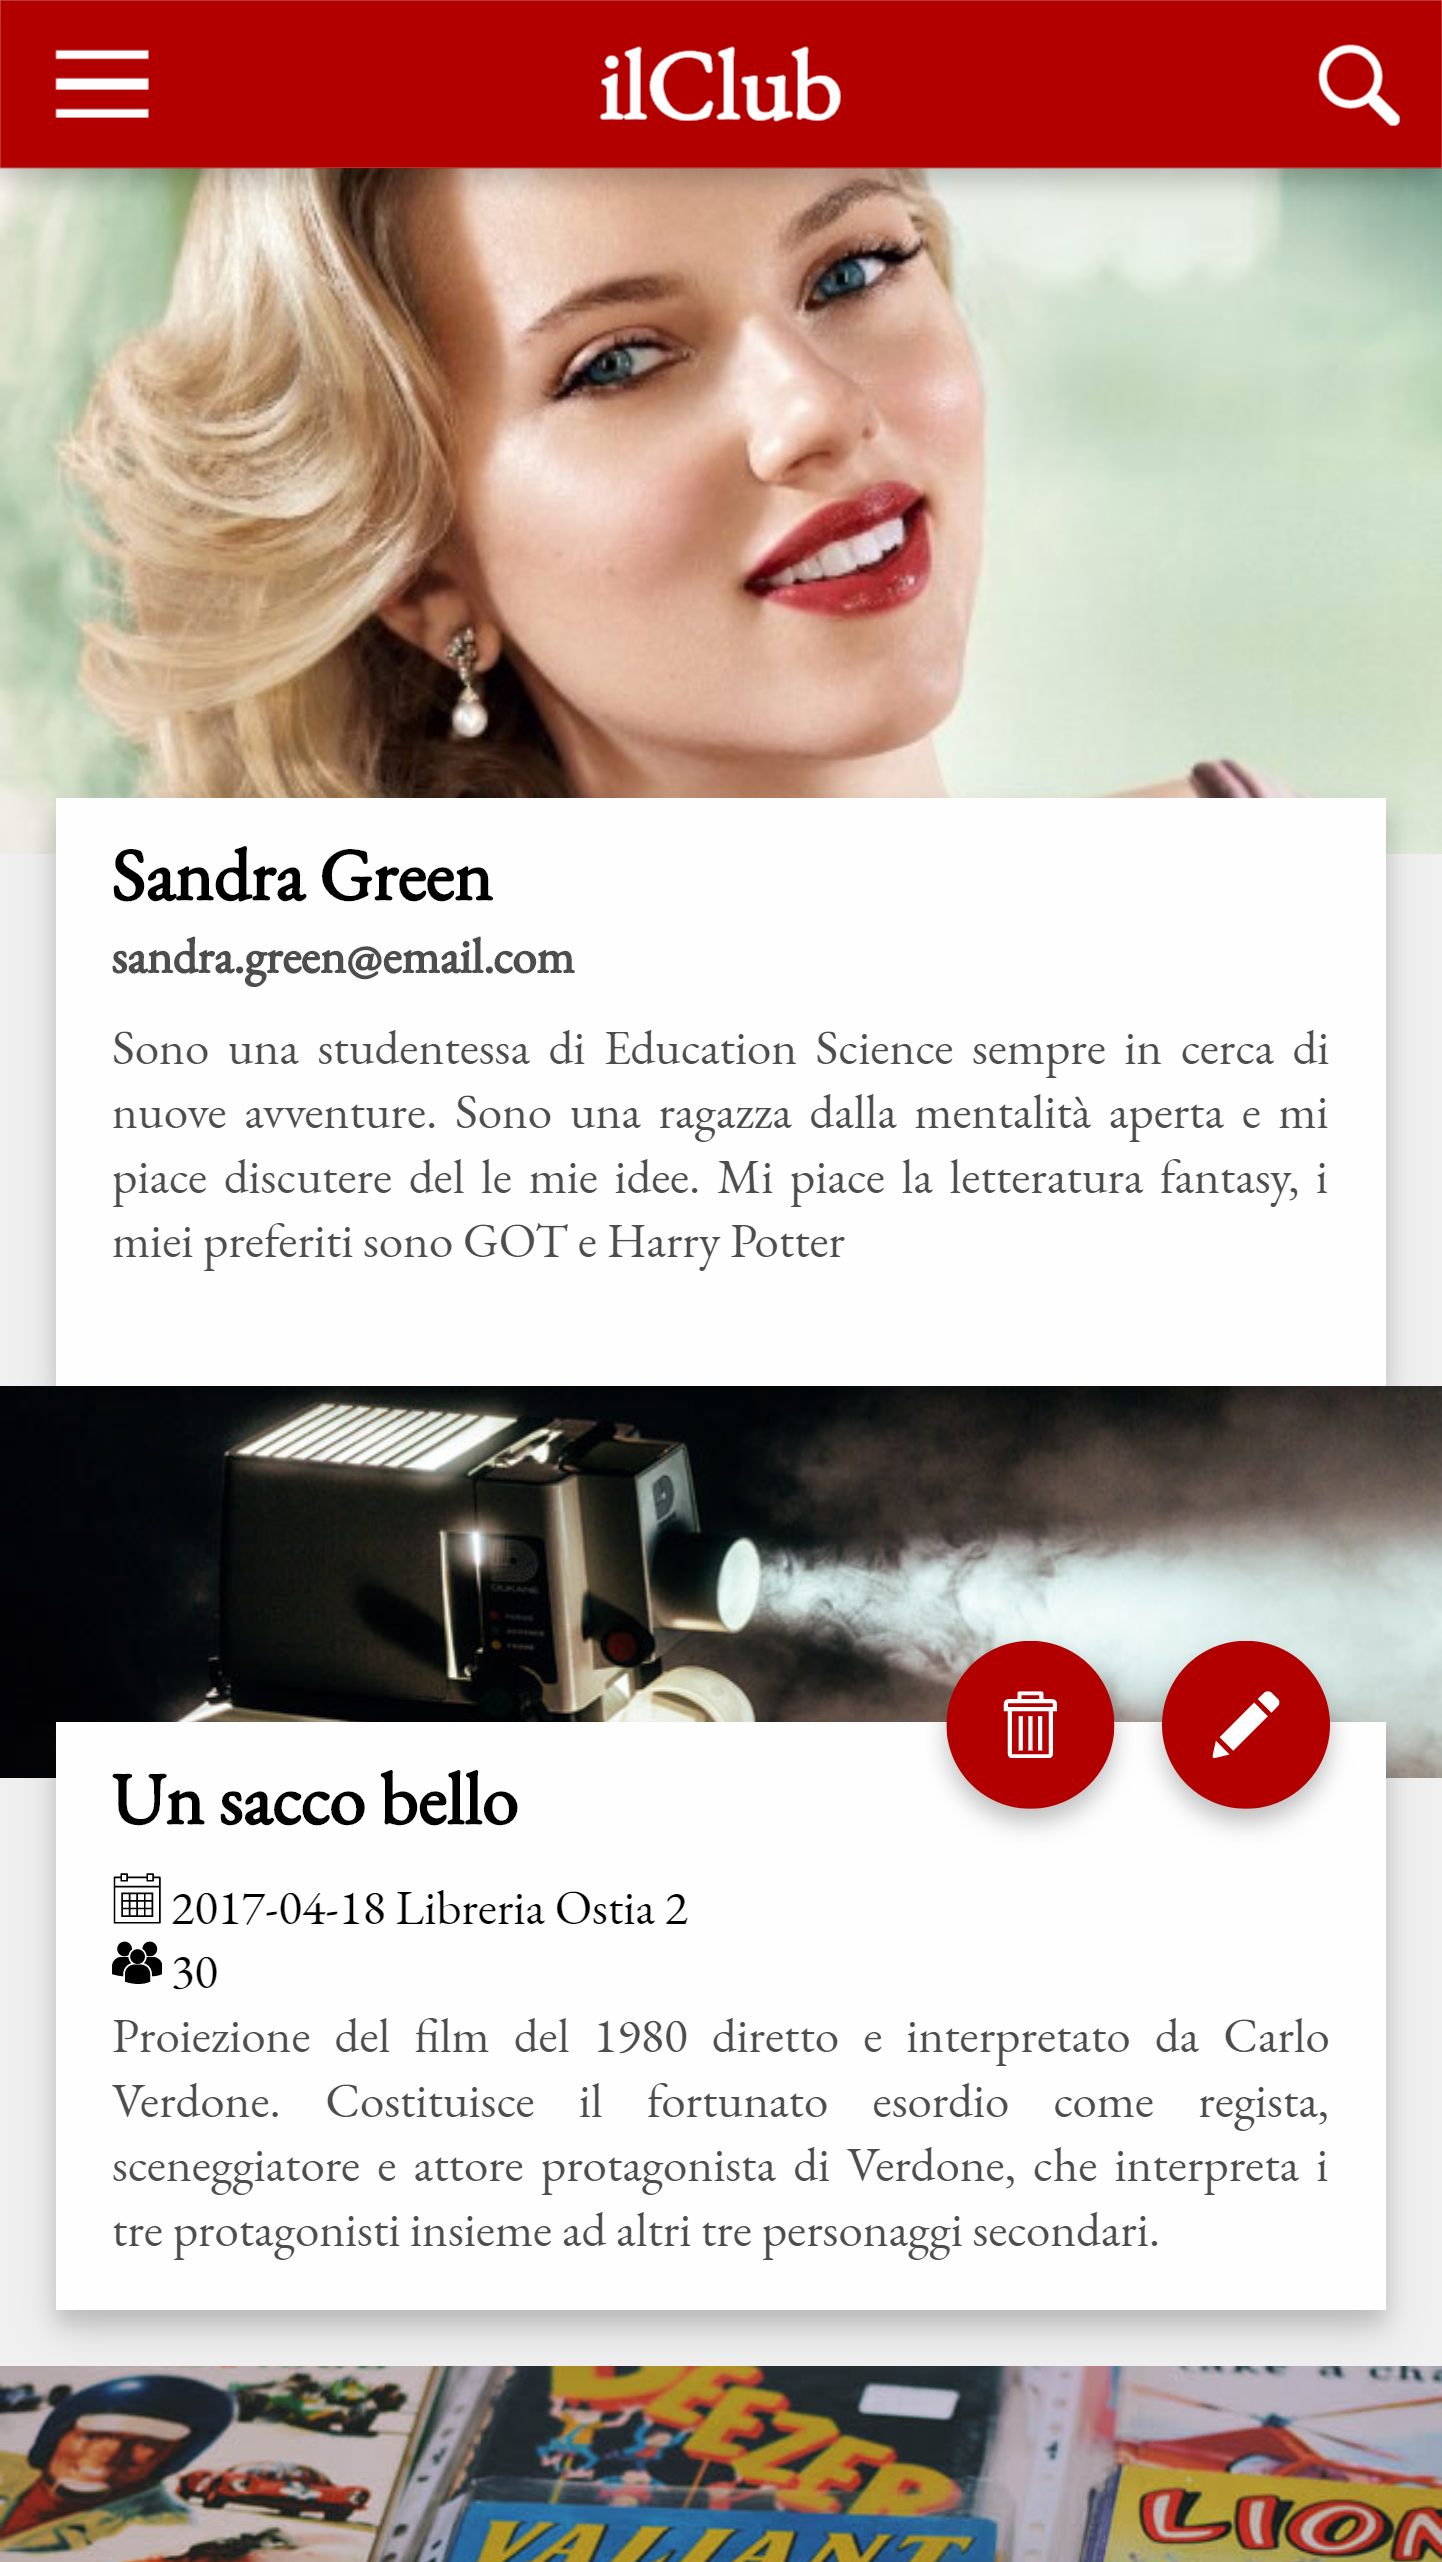 ilClub
Sandra Green
sandra.green@email.com
Sono una studentessa di Education Science sempre in cerca di
nuove avventure. Sono una ragazza dalla mentalità aperta e mi
piace discutere del le mie idee. Mi piace la letteratura fantasy, i
miei preferiti sono GOT e Harry Potter
Un sacco bello
2017-04-18 Libreria Ostia 2
30
Proiezione del film del 1980 diretto e interpretato da Carlo
Verdone. Costituisce il fortunato esordio come regista,
sceneggiatore e attore protagonista di Verdone, che interpreta i
tre protagonisti insieme ad altri tre personaggi secondari.
BEEZER
VALIANT
LION